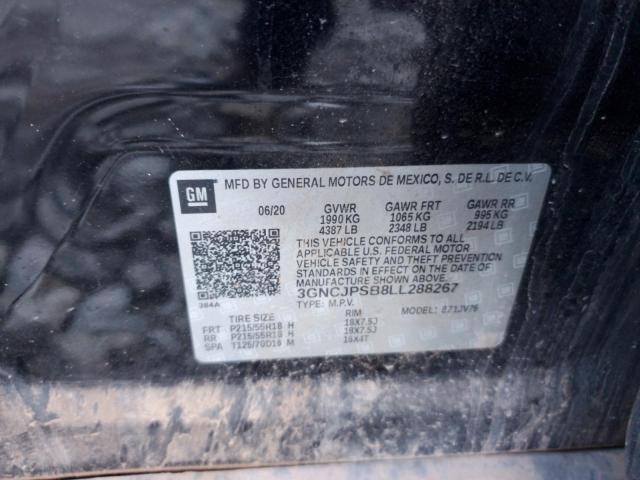 GM MFD BY GENERAL MOTORS DE MEXICO, S. DE R.L. DE C.V.
06/20 GVWR GAWR FRT GAWR RR
1990 KG 1065 KG 995 KG
4387 LB 2348 LB 2194 LB
THIS VEHICLE CONFORMS TO ALL
APPLICABLE U.S. FEDERAL MOTOR
VEHICLE SAFETY AND THEFT PREVENTION
STANDARDS IN EFFECT ON THE DATE OF
MANUFACTURE SHOWN ABOVE.
3GNCJPSB8LL288267
384A TYPE: M.P.V. MODEL:
TIRE SIZE RIM
FRT P215/55R18 H 18X7.5J
RR P215/55R18 H 18X7.5J
SPA T125/70D16 M 16X4T